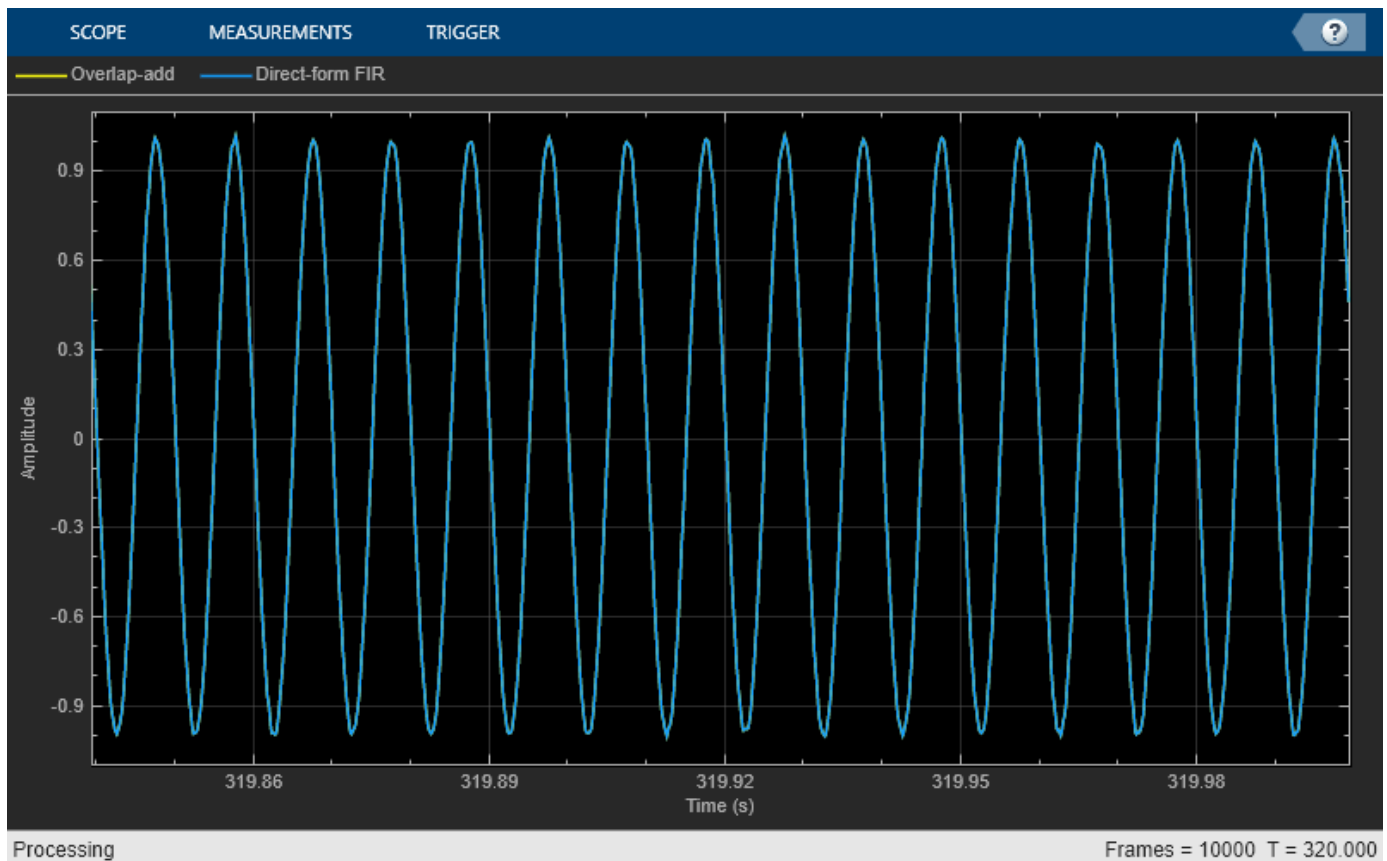 SCOPE MEASUREMENTS TRIGGER ?
Overlap-add Direct-form FIR
0.9
0.6
0.3
0
-0.3
-0.6
-0.9
Amplitude
319.86 319.89 319.92 319.95 319.98
Time (s)
Processing Frames = 10000 T = 320.000